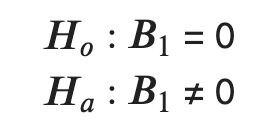 Hₒ : B₁ = 0
Hₐ : B₁ ≠ 0